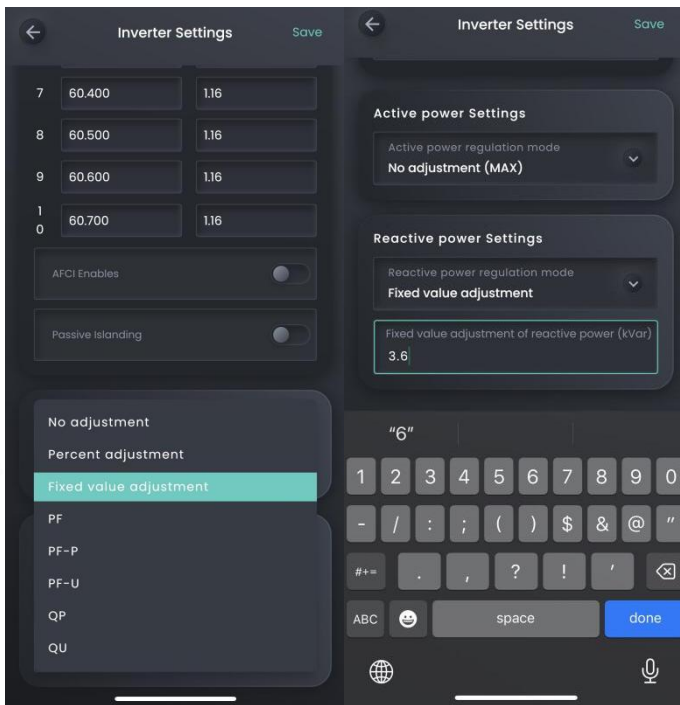 Inverter Settings Save
7 60.400 1.16
8 60.500 1.16
9 60.600 1.16
1
0 60.700 1.16
AFCI Enables
Passive Islanding
No adjustment
Percent adjustment
Fixed value adjustment
PF
PF-P
PF-U
QP
QU
Inverter Settings Save
Active power Settings
Active power regulation mode
No adjustment (MAX)
Reactive power Settings
Reactive power regulation mode
Fixed value adjustment
Fixed value adjustment of reactive power (kVar)
3.6
"6"
1 2 3 4 5 6 7 8 9 0
- / : ; ( ) $ & @ "
#+= . , ? ! '
ABC space done